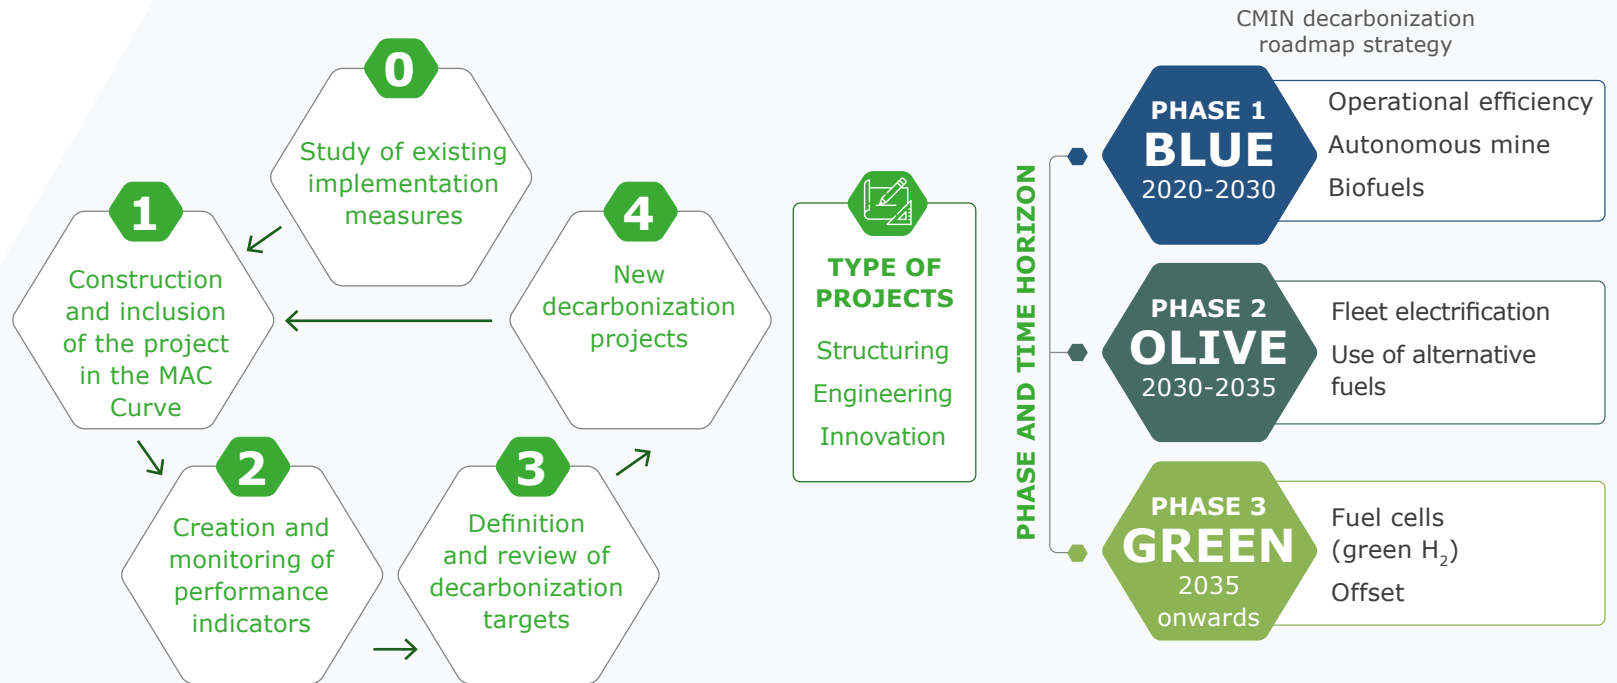 0
Study of existing
implementation
measures
1
Construction
and inclusion
of the project
in the MAC
Curve
2
Creation and
monitoring of
performance
indicators
3
Definition
and review of
decarbonization
targets
4
New
decarbonization
projects
TYPE OF
PROJECTS
Structuring
Engineering
Innovation
PHASE AND TIME HORIZON
CMIN decarbonization
roadmap strategy
PHASE 1
BLUE
2020-2030
Operational efficiency
Autonomous mine
Biofuels
PHASE 2
OLIVE
2030-2035
Fleet electrification
Use of alternative
fuels
PHASE 3
GREEN
2035
onwards
Fuel cells
(green H₂)
Offset